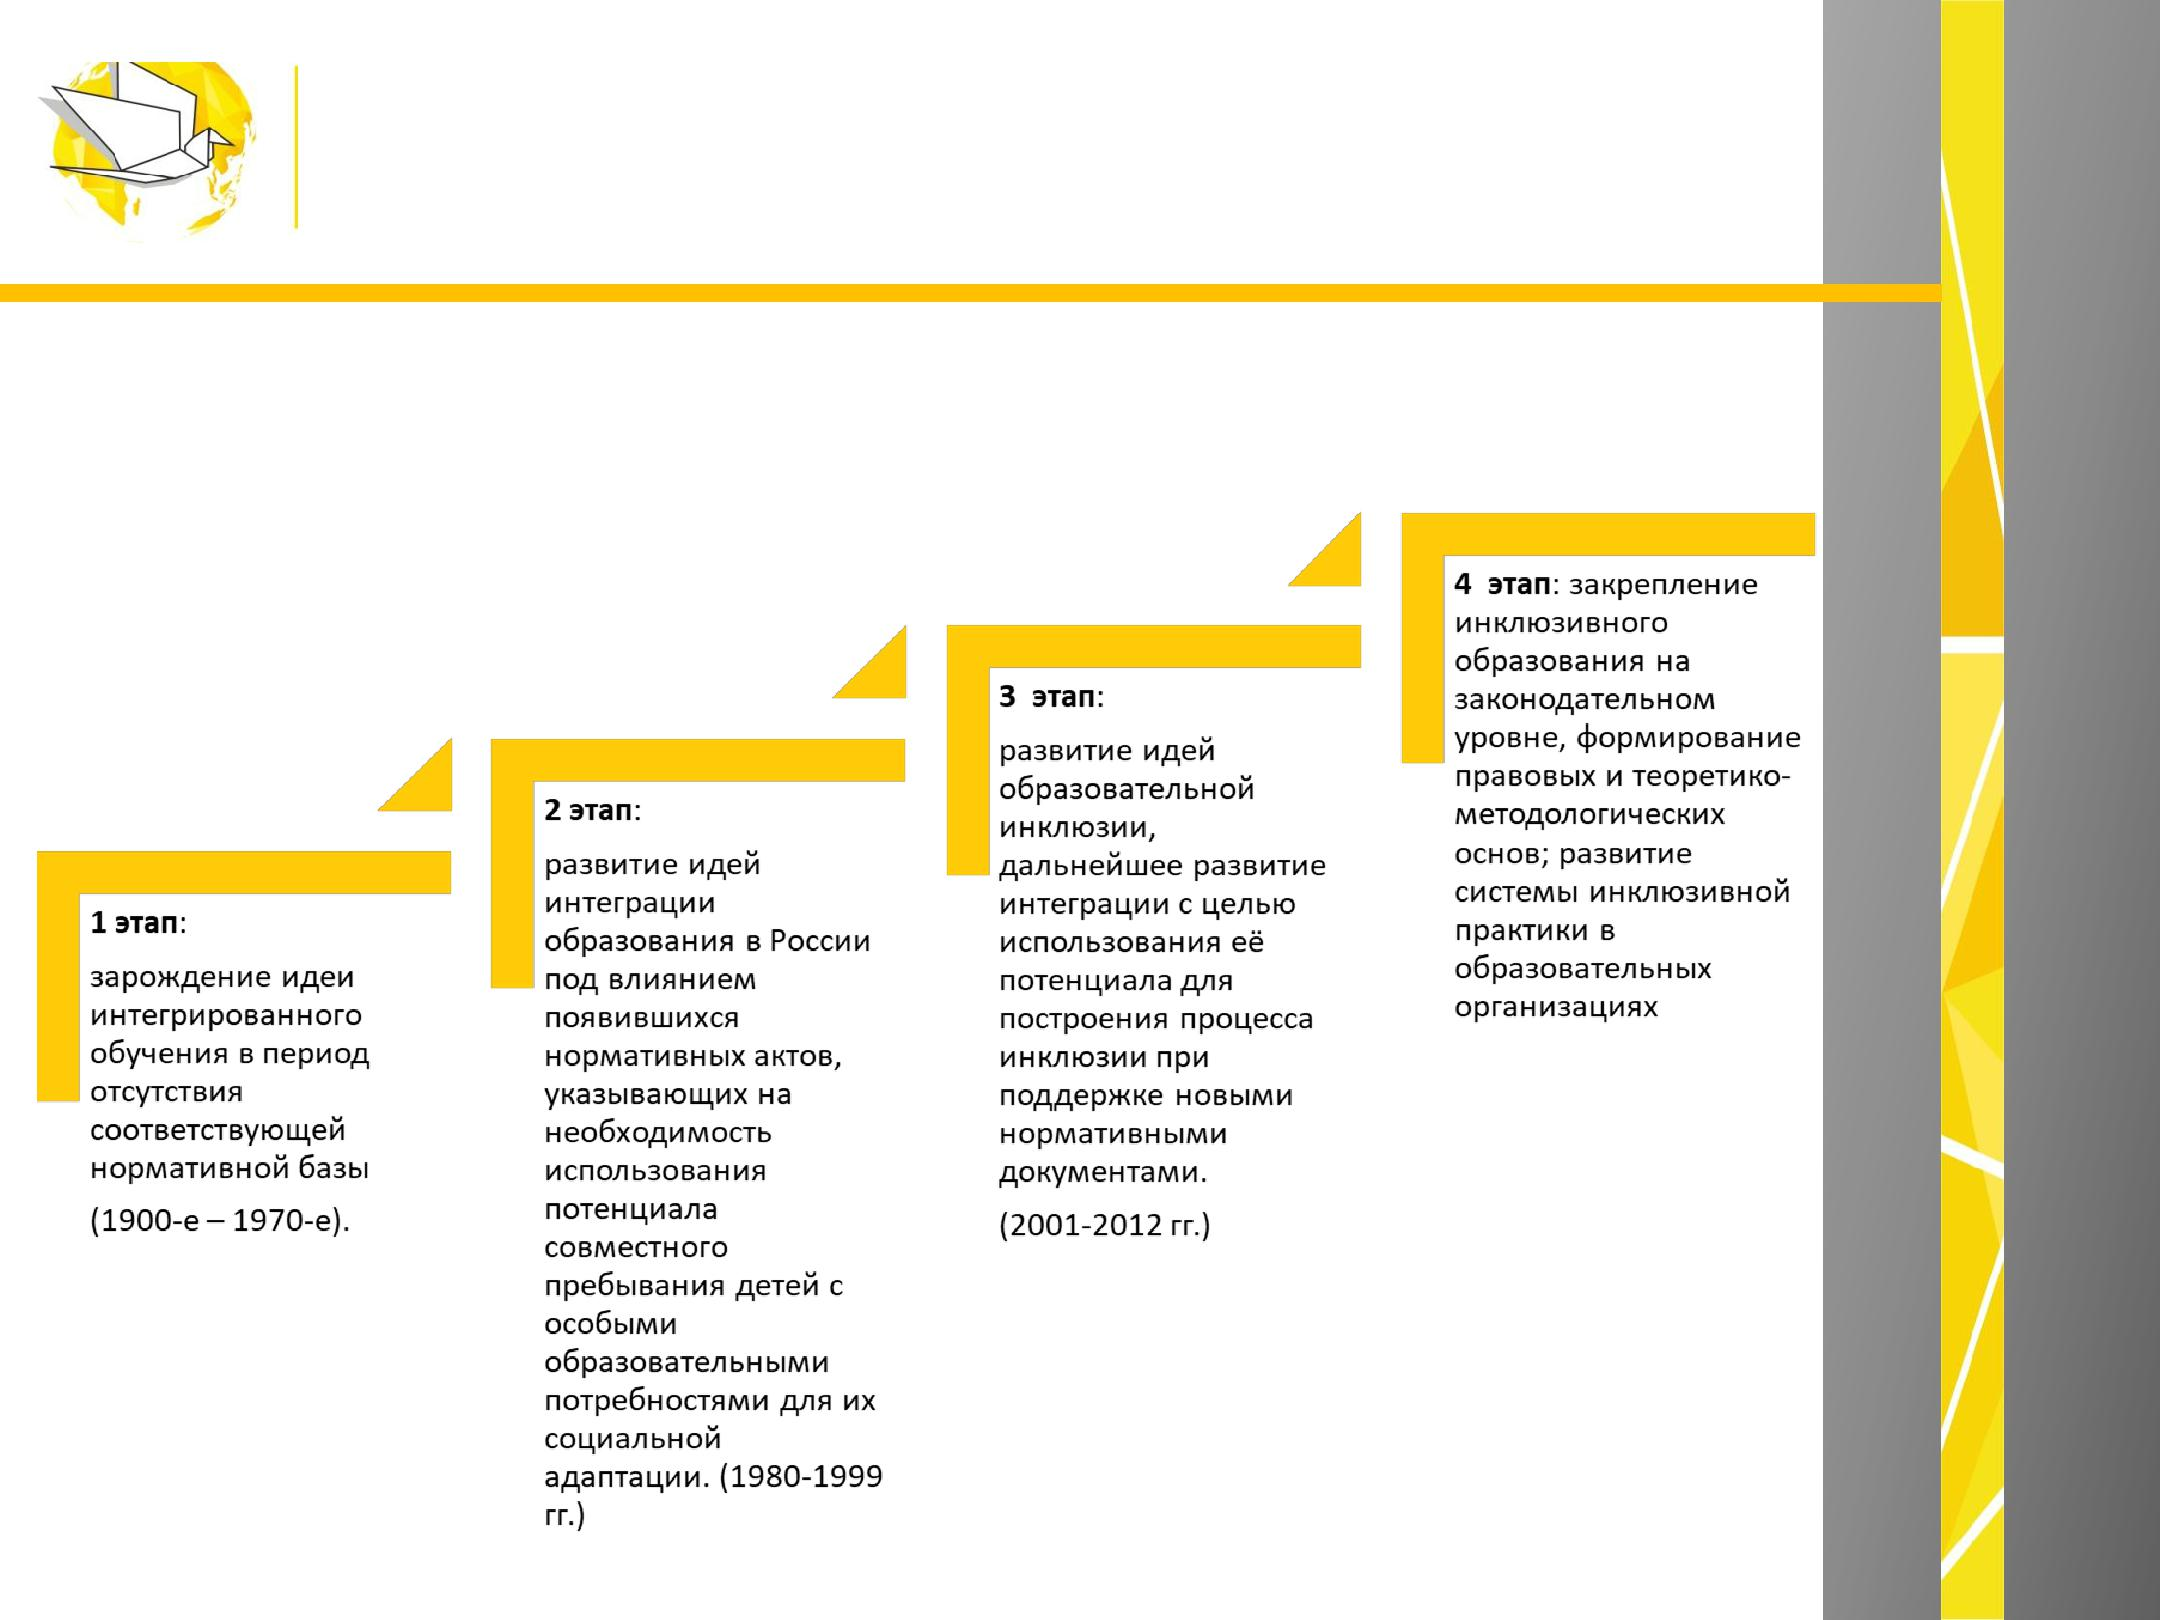 1 этап:
зарождение идеи
интегрированного
обучения в период
отсутствия
соответствующей
нормативной базы
(1900-е – 1970-е).
2 этап:
развитие идей
интеграции
образования в России
под влиянием
появившихся
нормативных актов,
указывающих на
необходимость
использования
потенциала
совместного
пребывания детей с
особыми
образовательными
потребностями для их
социальной
адаптации. (1980-1999
гг.)
3  этап:
развитие идей
образовательной
инклюзии,
дальнейшее развитие
интеграции с целью
использования её
потенциала для
построения процесса
инклюзии при
поддержке новыми
нормативными
документами.
(2001-2012 гг.)
4  этап: закрепление
инклюзивного
образования на
законодательном
уровне, формирование
правовых и теоретико-
методологических
основ; развитие
системы инклюзивной
практики в
образовательных
организациях